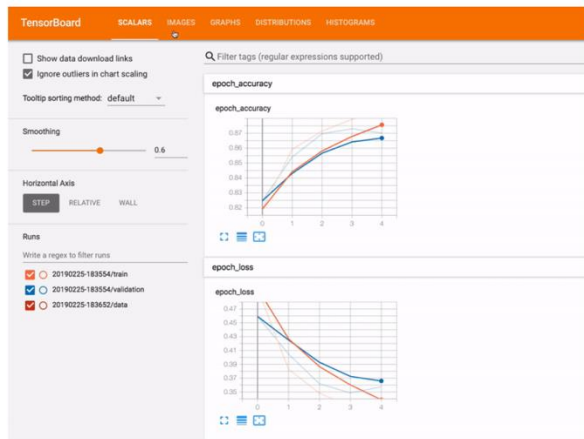 TensorBoard SCALARS IMAGES GRAPHS DISTRIBUTIONS HISTOGRAMS
Show data download links
Ignore outliers in chart scaling
Tooltip sorting method: default
Smoothing
0.6
Horizontal Axis
STEP RELATIVE WALL
Runs
Write a regex to filter runs
20190225-183554/train
20190225-183554/validation
20190225-183652/data
Filter tags (regular expressions supported)
epoch_accuracy
epoch_accuracy
0.87
0.86
0.85
0.84
0.83
0.82
0 1 2 3 4
epoch_loss
epoch_loss
0.47
0.45
0.43
0.41
0.39
0.37
0.35
0 1 2 3 4